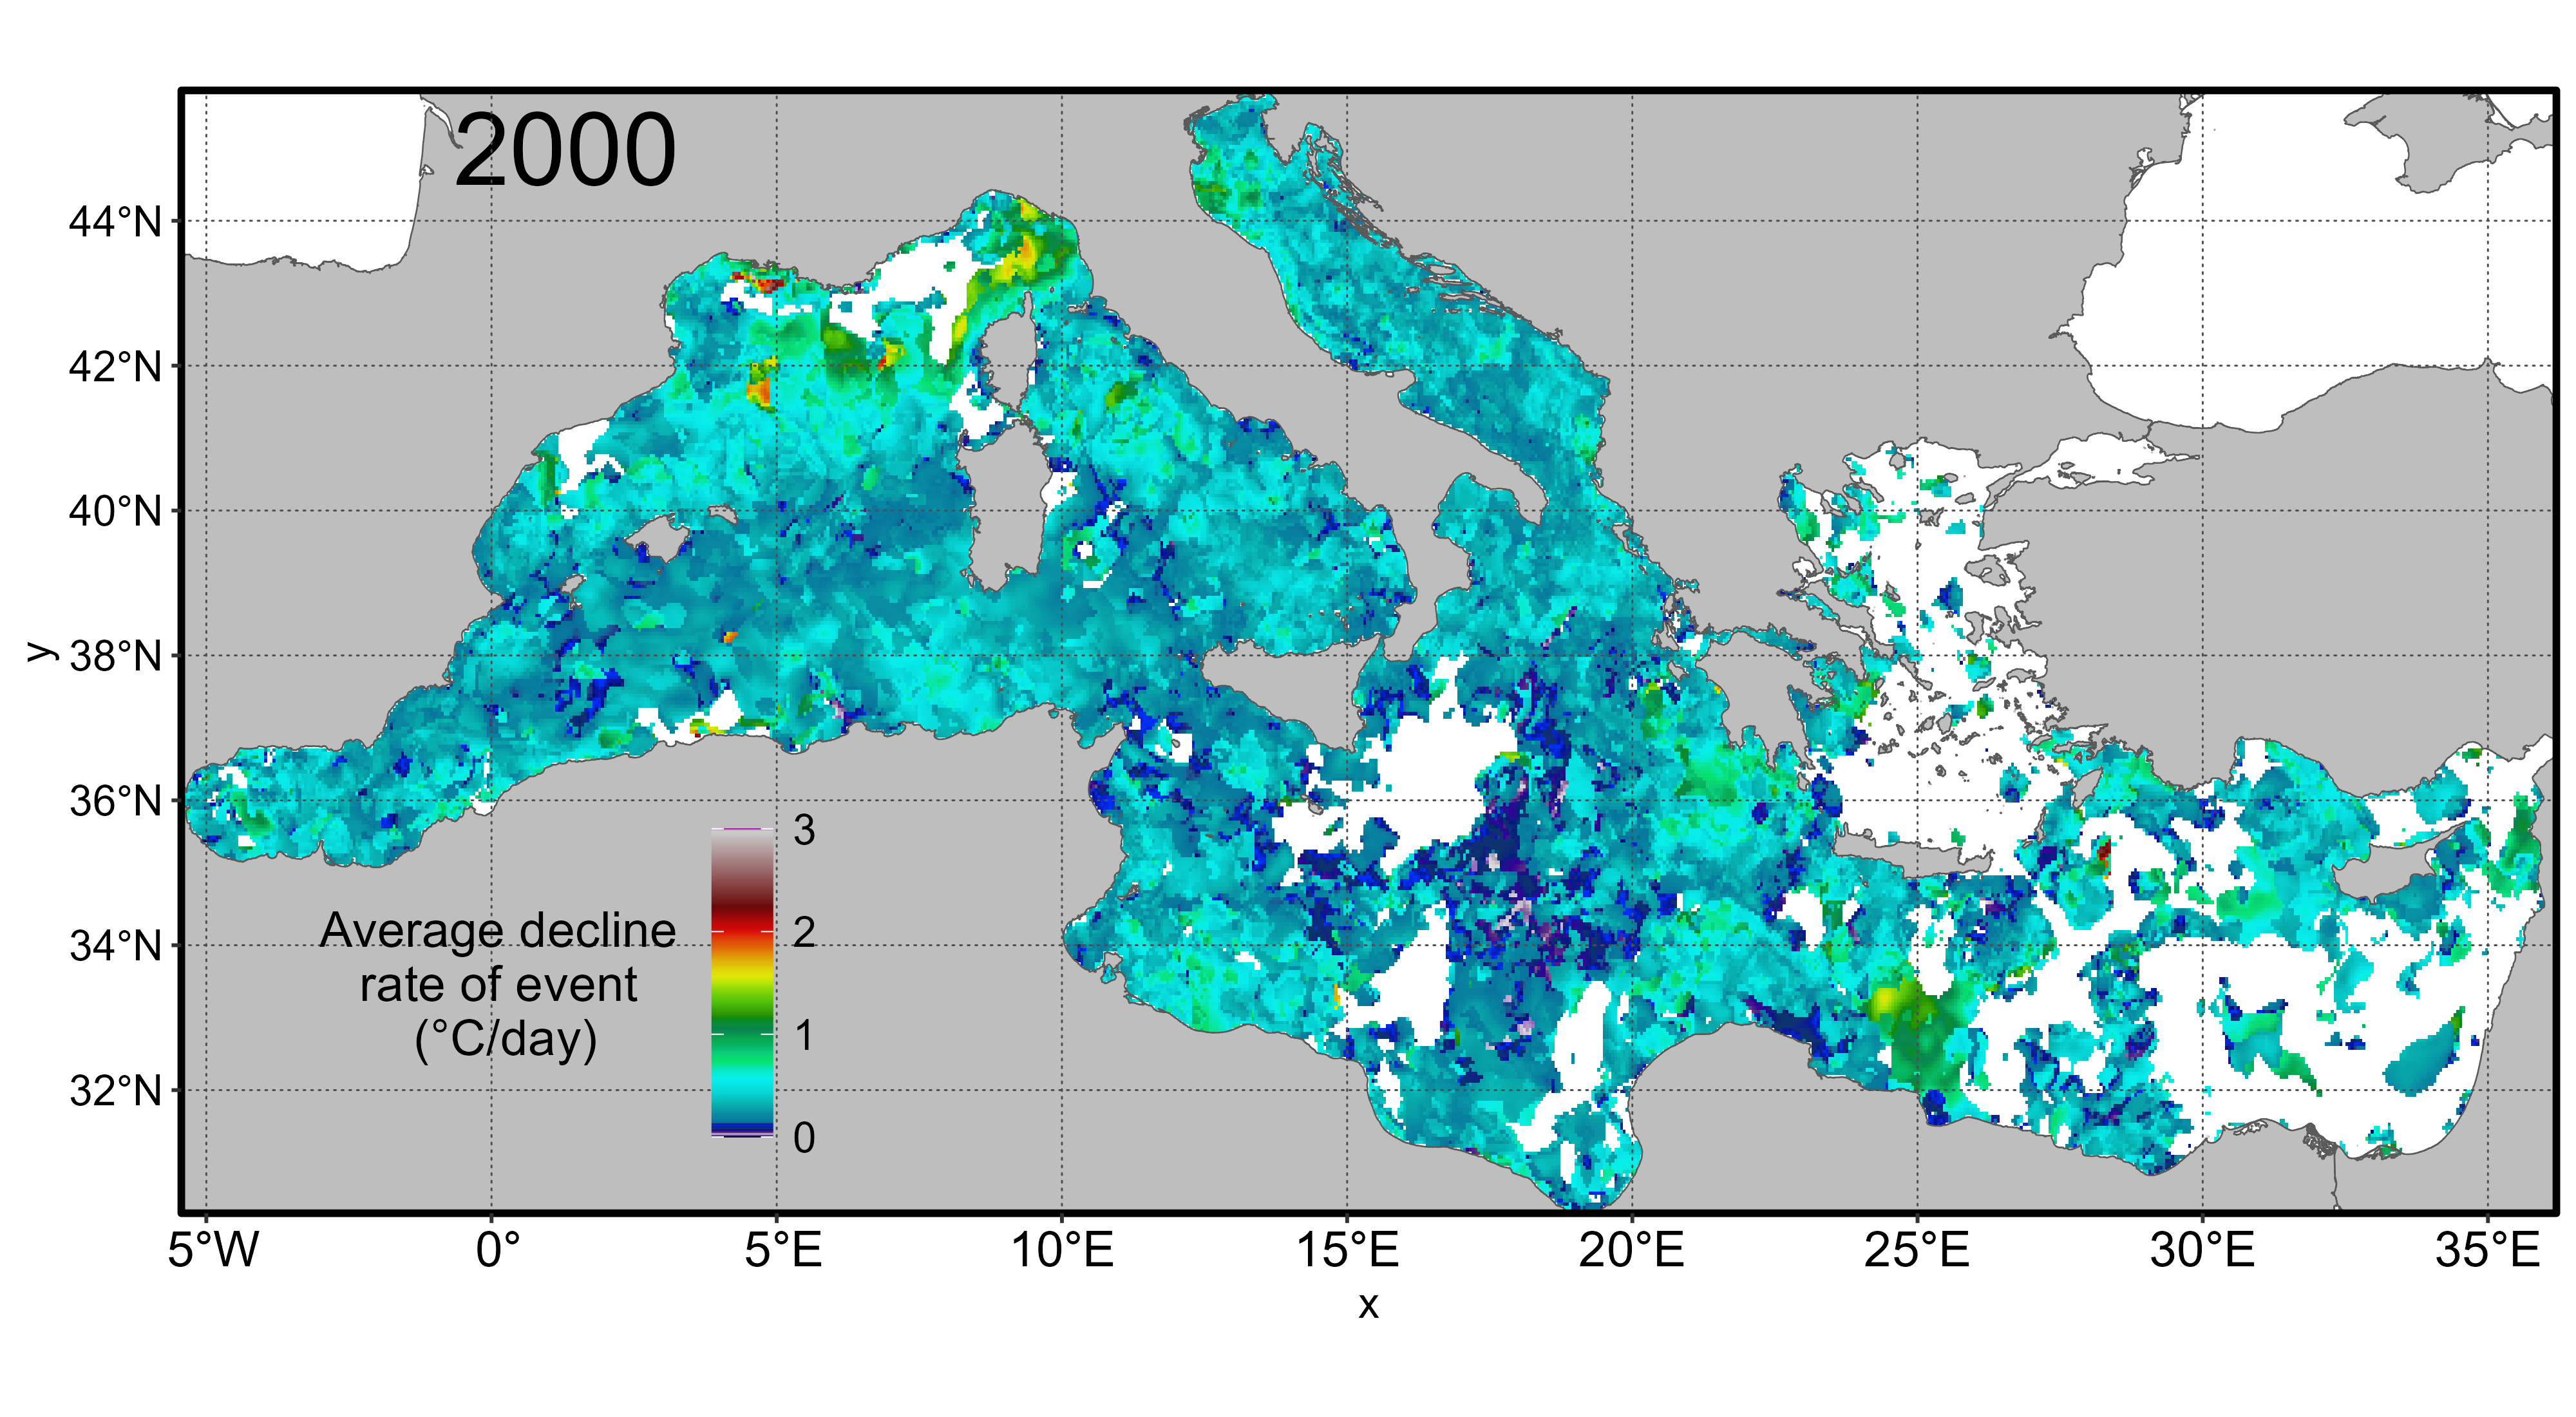 2000
44°N
42°N
40°N
38°N
36°N
34°N
32°N
y
Average decline
rate of event
(°C/day)
3
2
1
0
5°W 0° 5°E 10°E 15°E 20°E 25°E 30°E 35°E
x